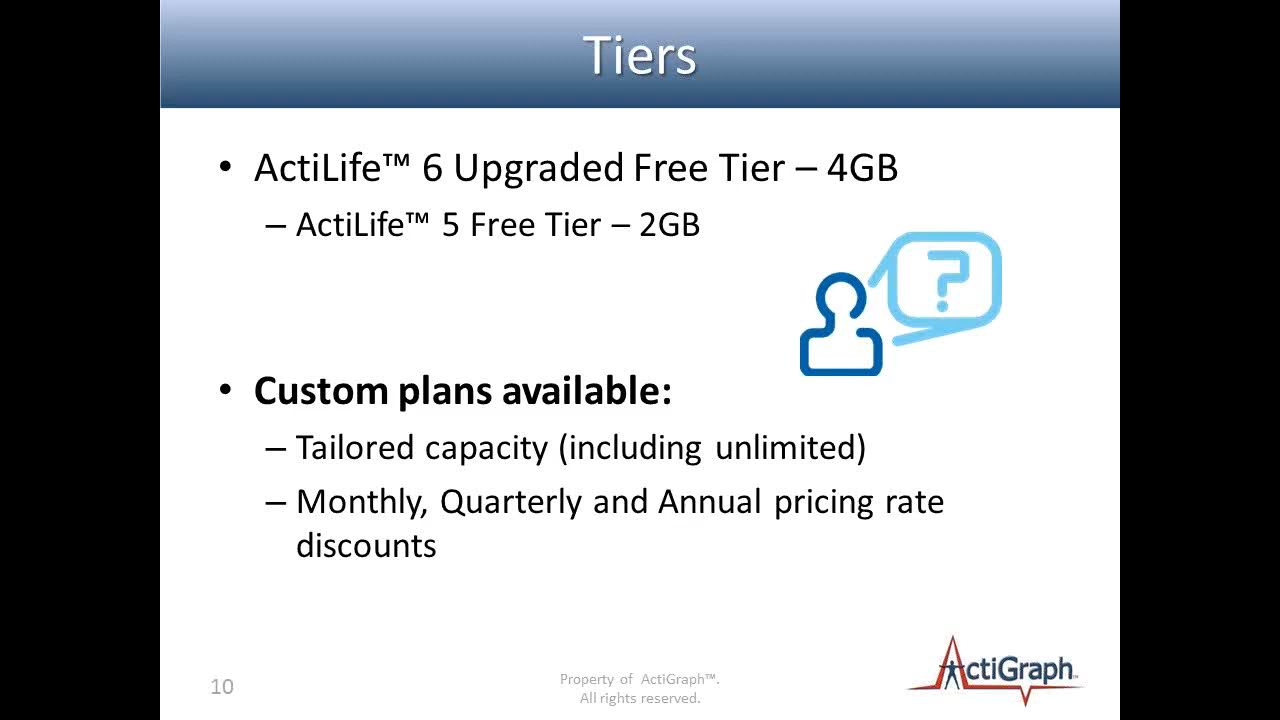 Tiers
• ActiLife™ 6 Upgraded Free Tier – 4GB
– ActiLife™ 5 Free Tier – 2GB
?
• Custom plans available:
– Tailored capacity (including unlimited)
– Monthly, Quarterly and Annual pricing rate
discounts
10
Property of ActiGraph™.
All rights reserved.
ActiGraph™